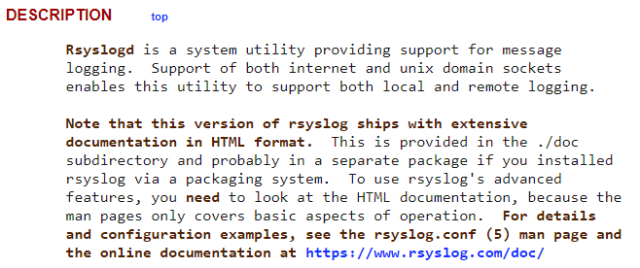 DESCRIPTION top
Rsyslogd is a system utility providing support for message
logging.  Support of both internet and unix domain sockets
enables this utility to support both local and remote logging.
Note that this version of rsyslog ships with extensive
documentation in HTML format.  This is provided in the ./doc
subdirectory and probably in a separate package if you installed
rsyslog via a packaging system.  To use rsyslog's advanced
features, you need to look at the HTML documentation, because the
man pages only covers basic aspects of operation.  For details
and configuration examples, see the rsyslog.conf (5) man page and
the online documentation at https://www.rsyslog.com/doc/